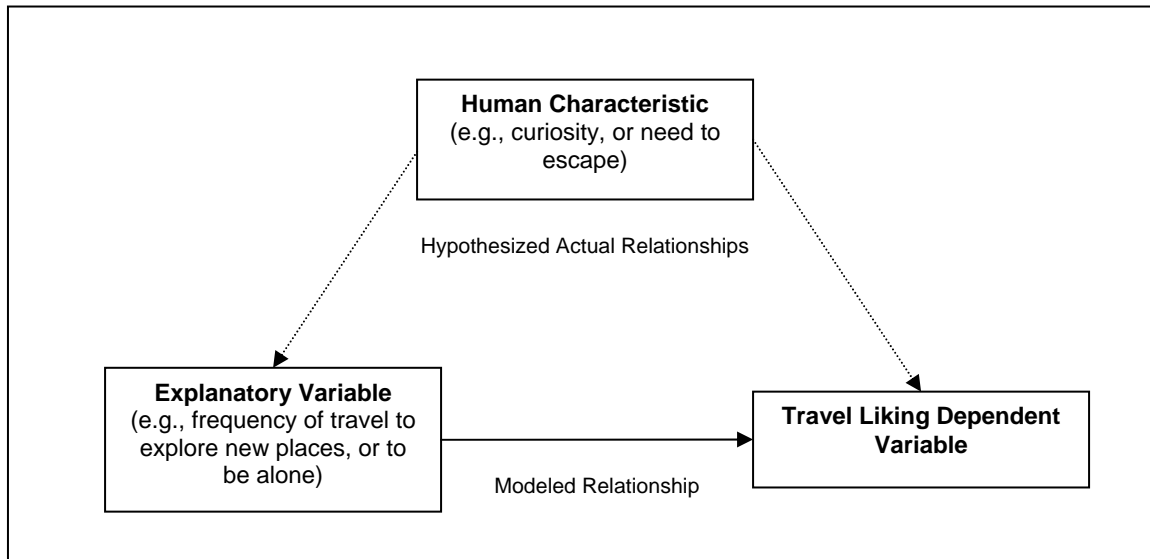 Human Characteristic
(e.g., curiosity, or need to
escape)
Hypothesized Actual Relationships
Explanatory Variable
(e.g., frequency of travel to
explore new places, or to
be alone)
Modeled Relationship
Travel Liking Dependent
Variable